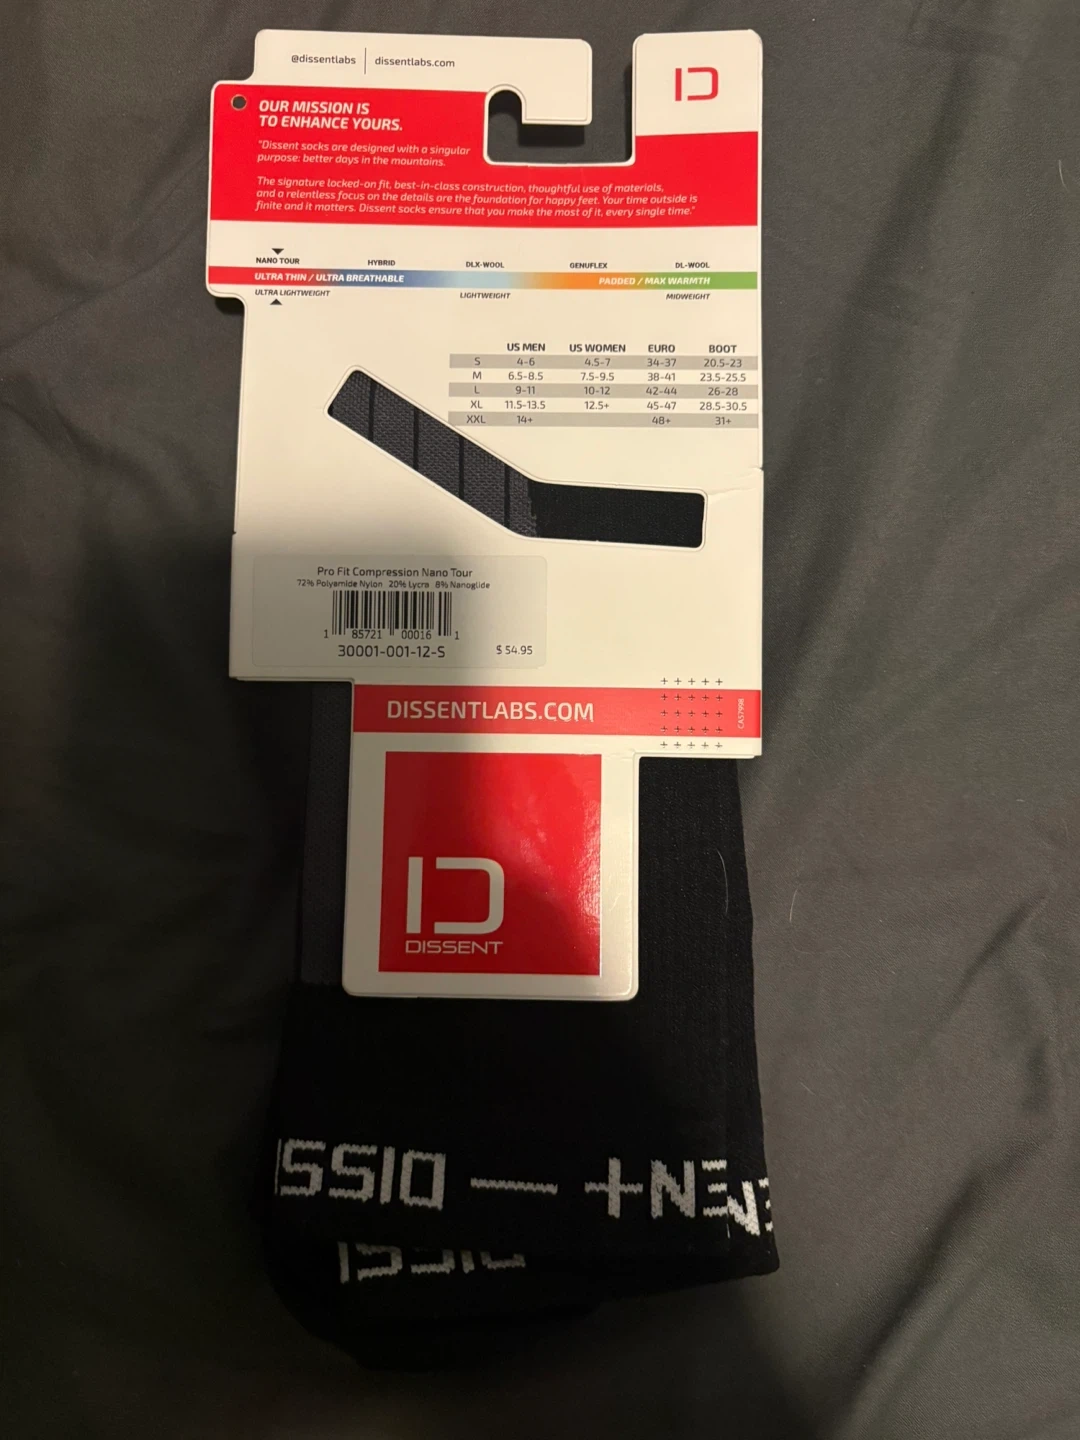 @dissentlabs | dissentlabs.com
OUR MISSION IS
TO ENHANCE YOURS.
"Dissent socks are designed with a singular
purpose: better days in the mountains.
The signature locked-on fit, best-in-class construction, thoughtful use of materials,
and a relentless focus on the details are the foundation for happy feet. Your time outside is
finite and it matters. Dissent socks ensure that you make the most of it, every single time."
NANO TOUR HYBRID DLX-WOOL GENUFLEX DL-WOOL
ULTRA THIN / ULTRA BREATHABLE PADDED / MAX WARMTH
ULTRA LIGHTWEIGHT LIGHTWEIGHT MIDWEIGHT
US MEN US WOMEN EURO BOOT
S 4-6 4.5-7 34-37 20.5-23
M 6.5-8.5 7.5-9.5 38-41 23.5-25.5
L 9-11 10-12 42-44 26-28
XL 11.5-13.5 12.5+ 45-47 28.5-30.5
XXL 14+ 48+ 31+
Pro Fit Compression Nano Tour
72% Polyamide Nylon 20% Lycra 8% Nanoglide
1 85721 00016 1
30001-001-12-S $ 54.95
DISSENTLABS.COM
DISSENT